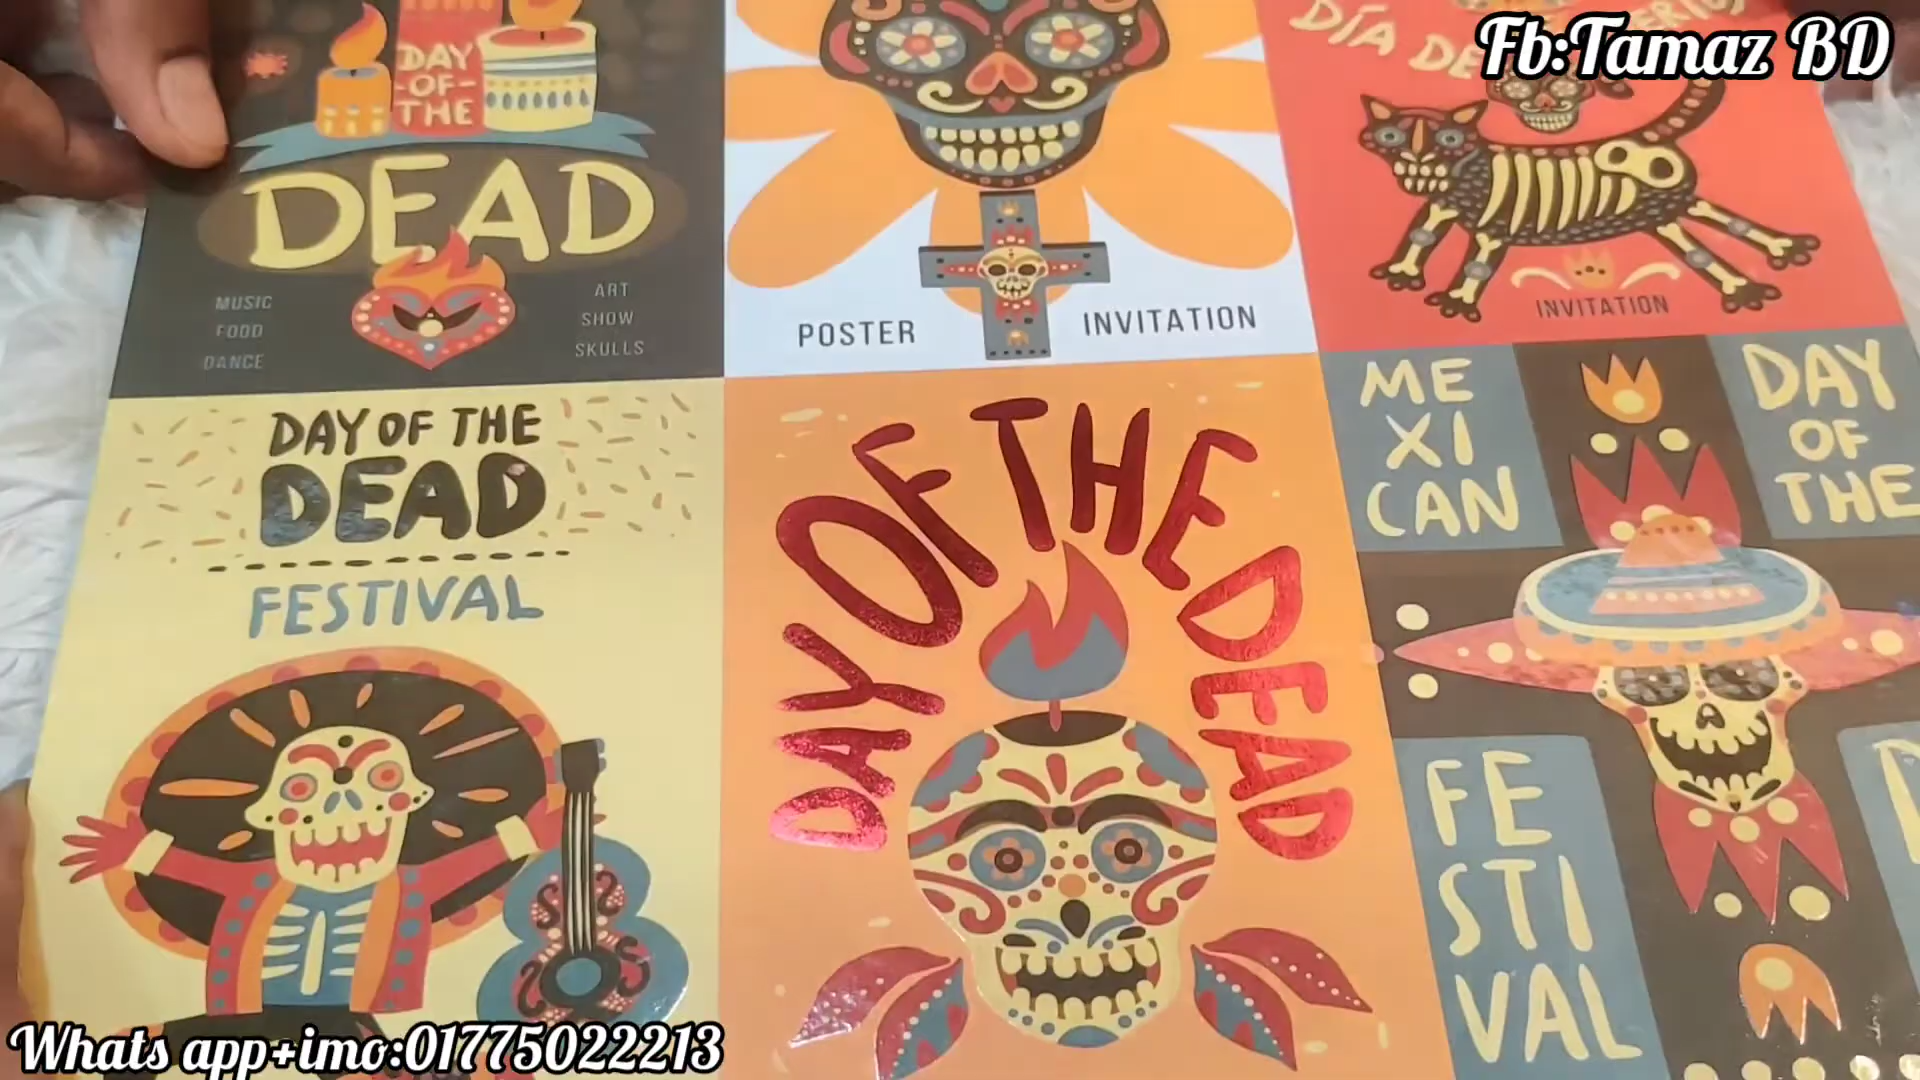 Fb:Tamaz BD
DAY
-OF-
THE
DEAD
MUSIC
FOOD
DANCE
ART
SHOW
SKULLS
POSTER
INVITATION
DÍA DE
INVITATION
DAY OF THE
DEAD
FESTIVAL
DAY OF THE DEAD
ME
XI
CAN
DAY
OF
THE
FE
STI
VAL
Whats app+imo:01775022213